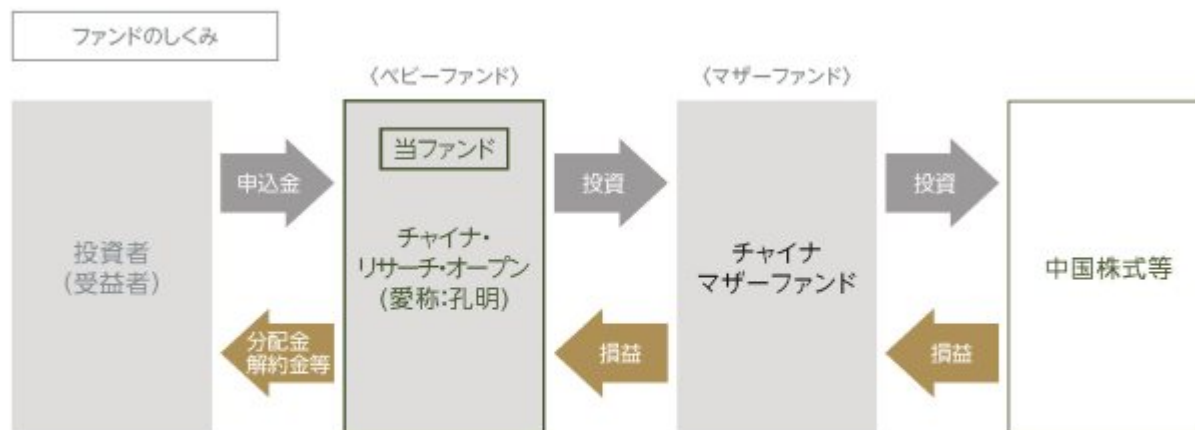 ファンドのしくみ
〈ベビーファンド〉
〈マザーファンド〉
投資者
(受益者)
申込金
分配金
解約金等
当ファンド
チャイナ・
リサーチ・オープン
(愛称:孔明)
投資
損益
チャイナ
マザーファンド
投資
損益
中国株式等